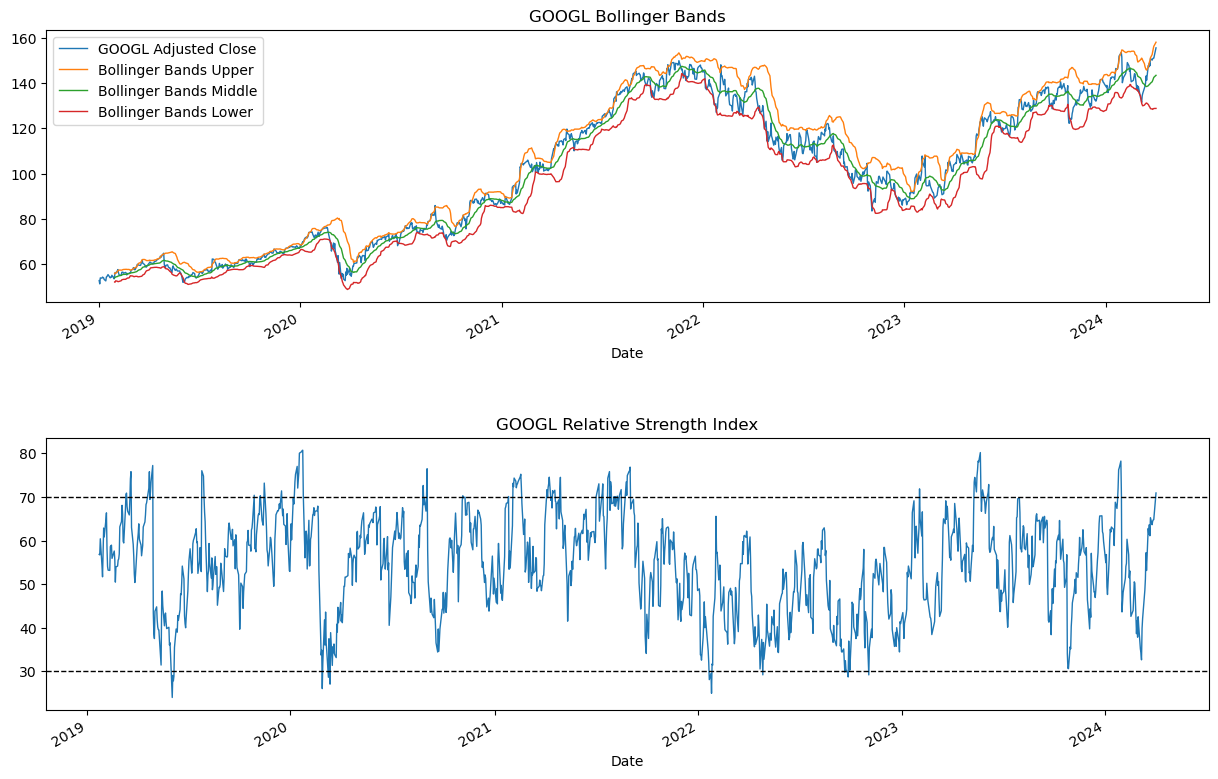 GOOGL Bollinger Bands
160
140
120
100
80
60
GOOGL Adjusted Close
Bollinger Bands Upper
Bollinger Bands Middle
Bollinger Bands Lower
2019 2020 2021 2022 2023 2024
Date
GOOGL Relative Strength Index
80
70
60
50
40
30
2019 2020 2021 2022 2023 2024
Date